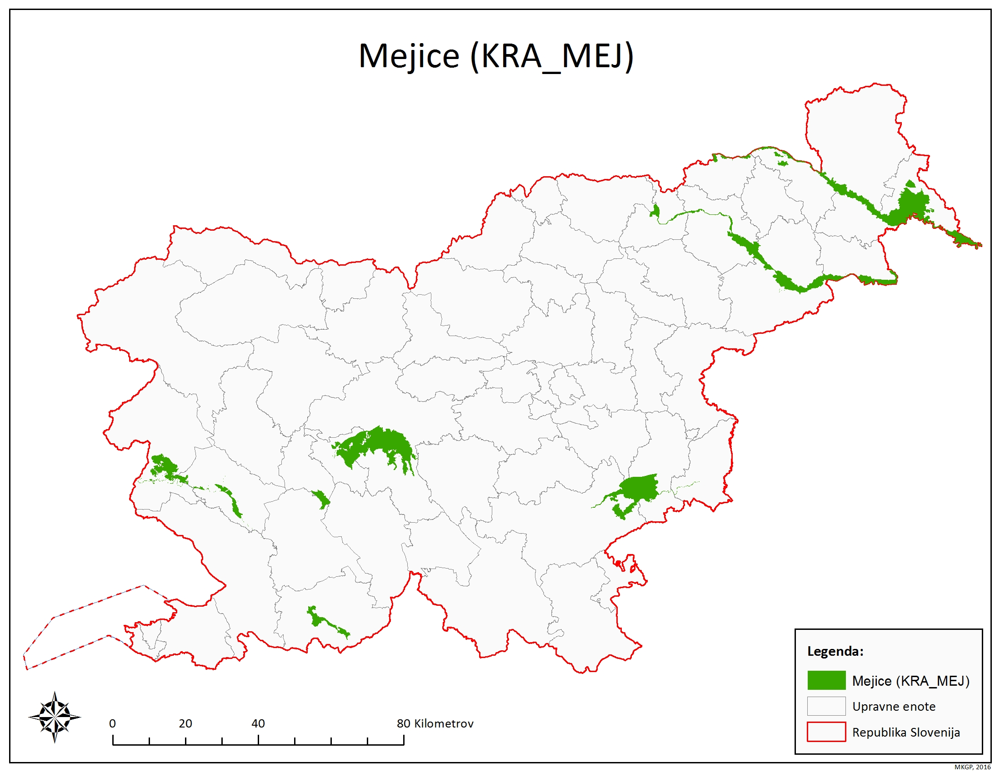 Mejice (KRA_MEJ)
Legenda:
Mejice (KRA_MEJ)
Upravne enote
Republika Slovenija
0 20 40 80 Kilometrov
MKGP, 2016